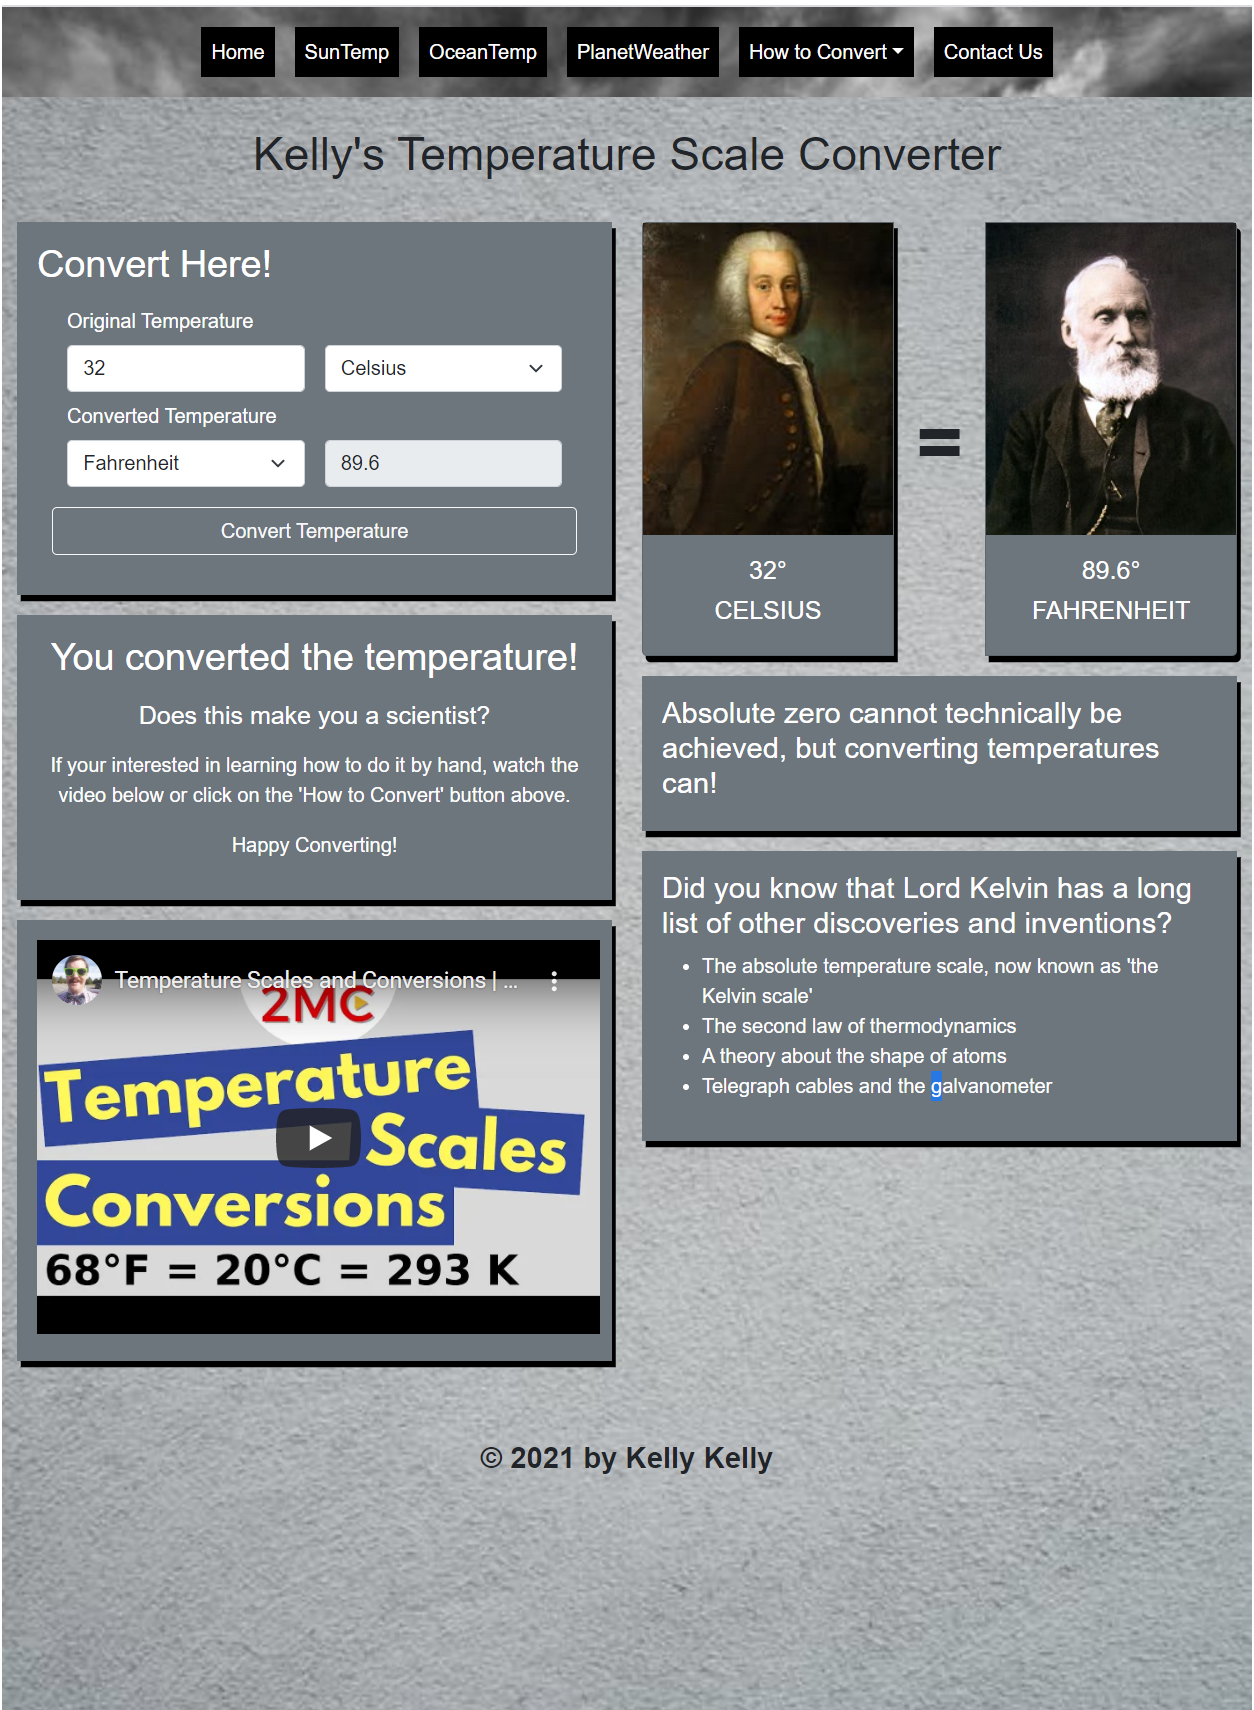 Home
SunTemp
OceanTemp
PlanetWeather
How to Convert
Contact Us
Kelly's Temperature Scale Converter
Convert Here!
Original Temperature
32
Celsius
Converted Temperature
Fahrenheit
89.6
Convert Temperature
32°
CELSIUS
=
89.6°
FAHRENHEIT
You converted the temperature!
Does this make you a scientist?
If your interested in learning how to do it by hand, watch the
video below or click on the 'How to Convert' button above.
Happy Converting!
Temperature Scales and Conversions | ...
2MC
Temperature
Scales
Conversions
68°F = 20°C = 293 K
Absolute zero cannot technically be
achieved, but converting temperatures
can!
Did you know that Lord Kelvin has a long
list of other discoveries and inventions?
• The absolute temperature scale, now known as 'the
Kelvin scale'
• The second law of thermodynamics
• A theory about the shape of atoms
• Telegraph cables and the galvanometer
© 2021 by Kelly Kelly